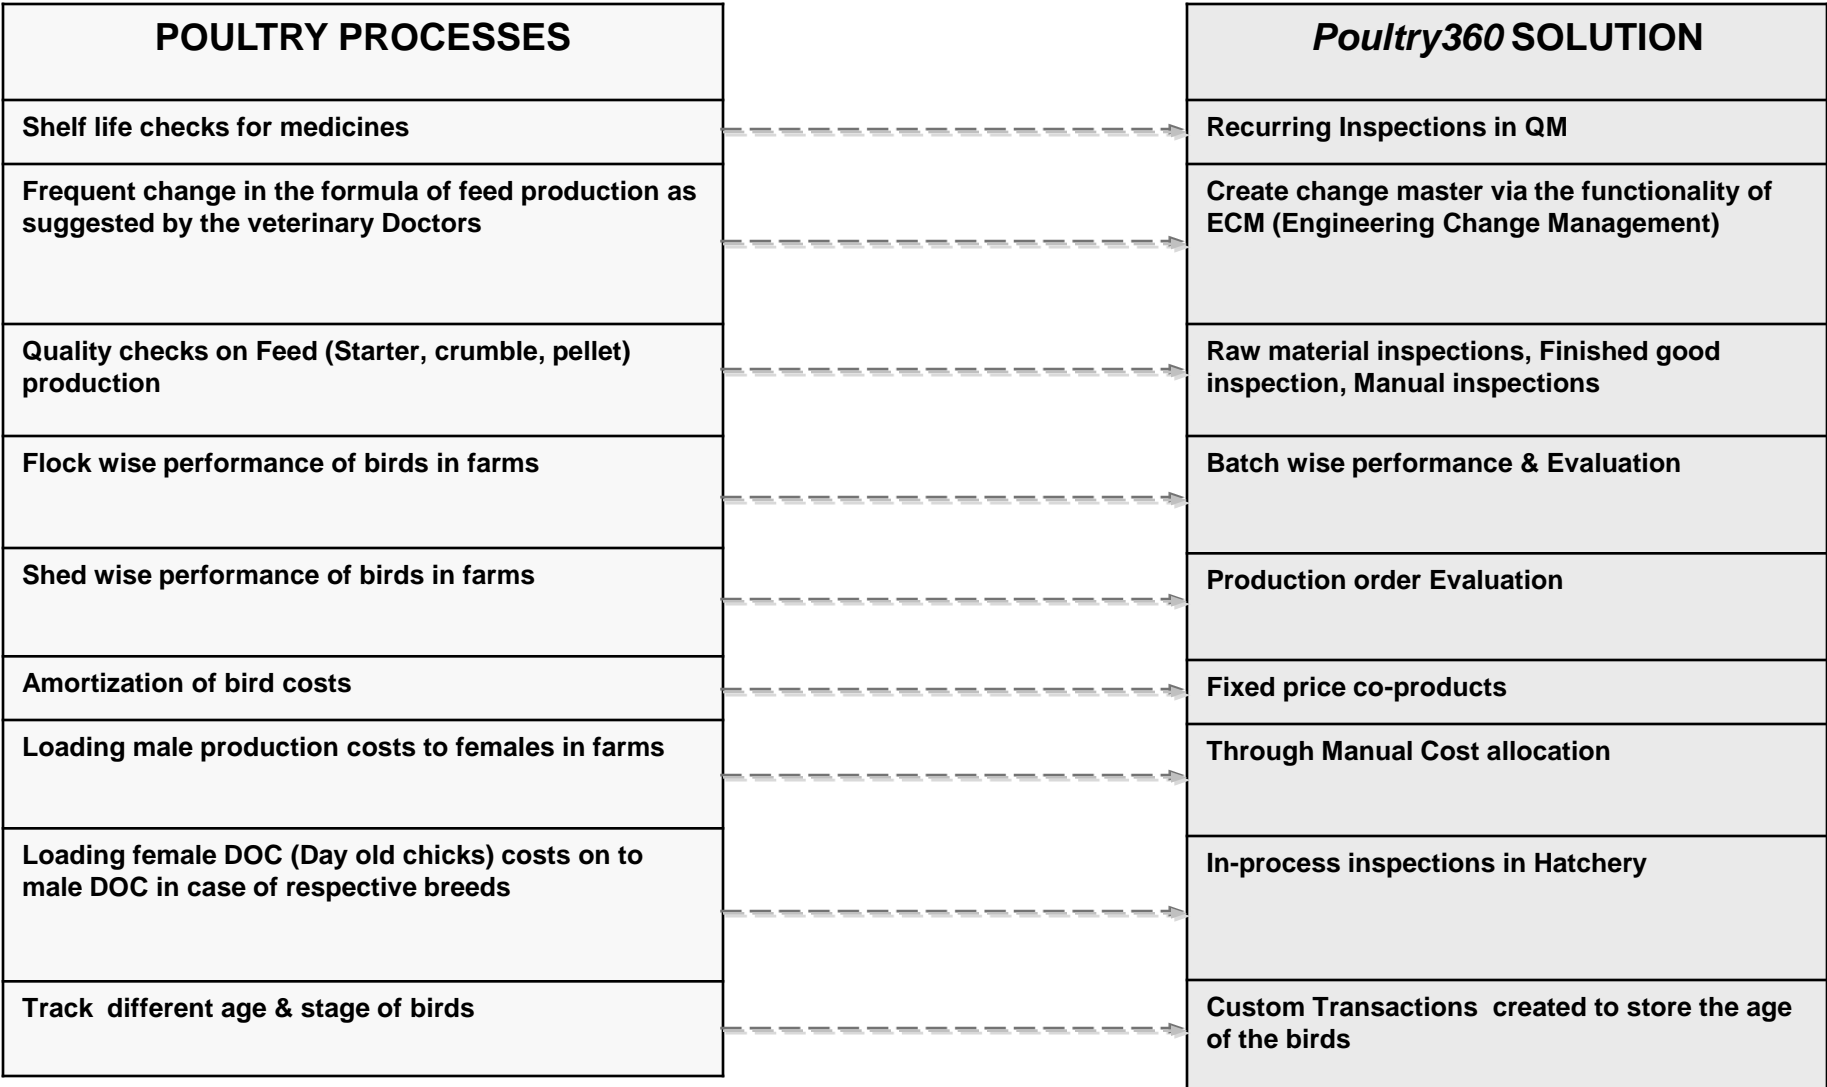 POULTRY PROCESSES
Poultry360 SOLUTION
Shelf life checks for medicines
Recurring Inspections in QM
Frequent change in the formula of feed production as
suggested by the veterinary Doctors
Create change master via the functionality of
ECM (Engineering Change Management)
Quality checks on Feed (Starter, crumble, pellet)
production
Raw material inspections, Finished good
inspection, Manual inspections
Flock wise performance of birds in farms
Batch wise performance & Evaluation
Shed wise performance of birds in farms
Production order Evaluation
Amortization of bird costs
Fixed price co-products
Loading male production costs to females in farms
Through Manual Cost allocation
Loading female DOC (Day old chicks) costs on to
male DOC in case of respective breeds
In-process inspections in Hatchery
Track different age & stage of birds
Custom Transactions created to store the age
of the birds